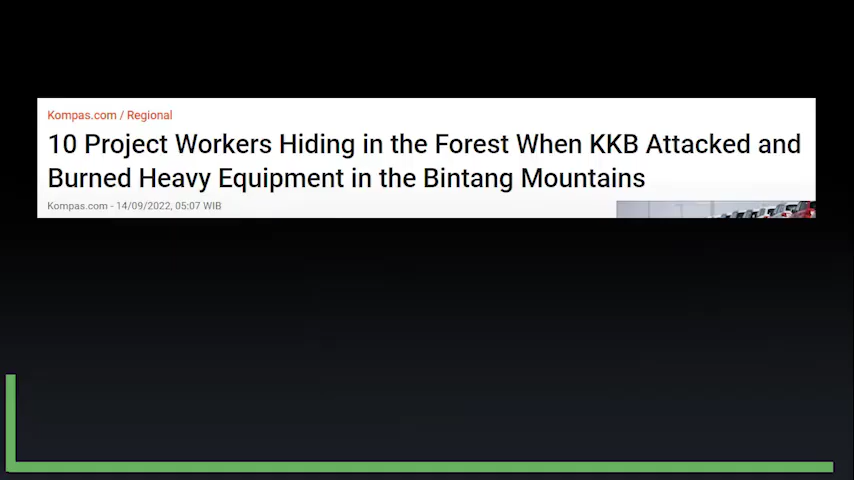 Kompas.com / Regional
10 Project Workers Hiding in the Forest When KKB Attacked and
Burned Heavy Equipment in the Bintang Mountains
Kompas.com - 14/09/2022, 05:07 WIB